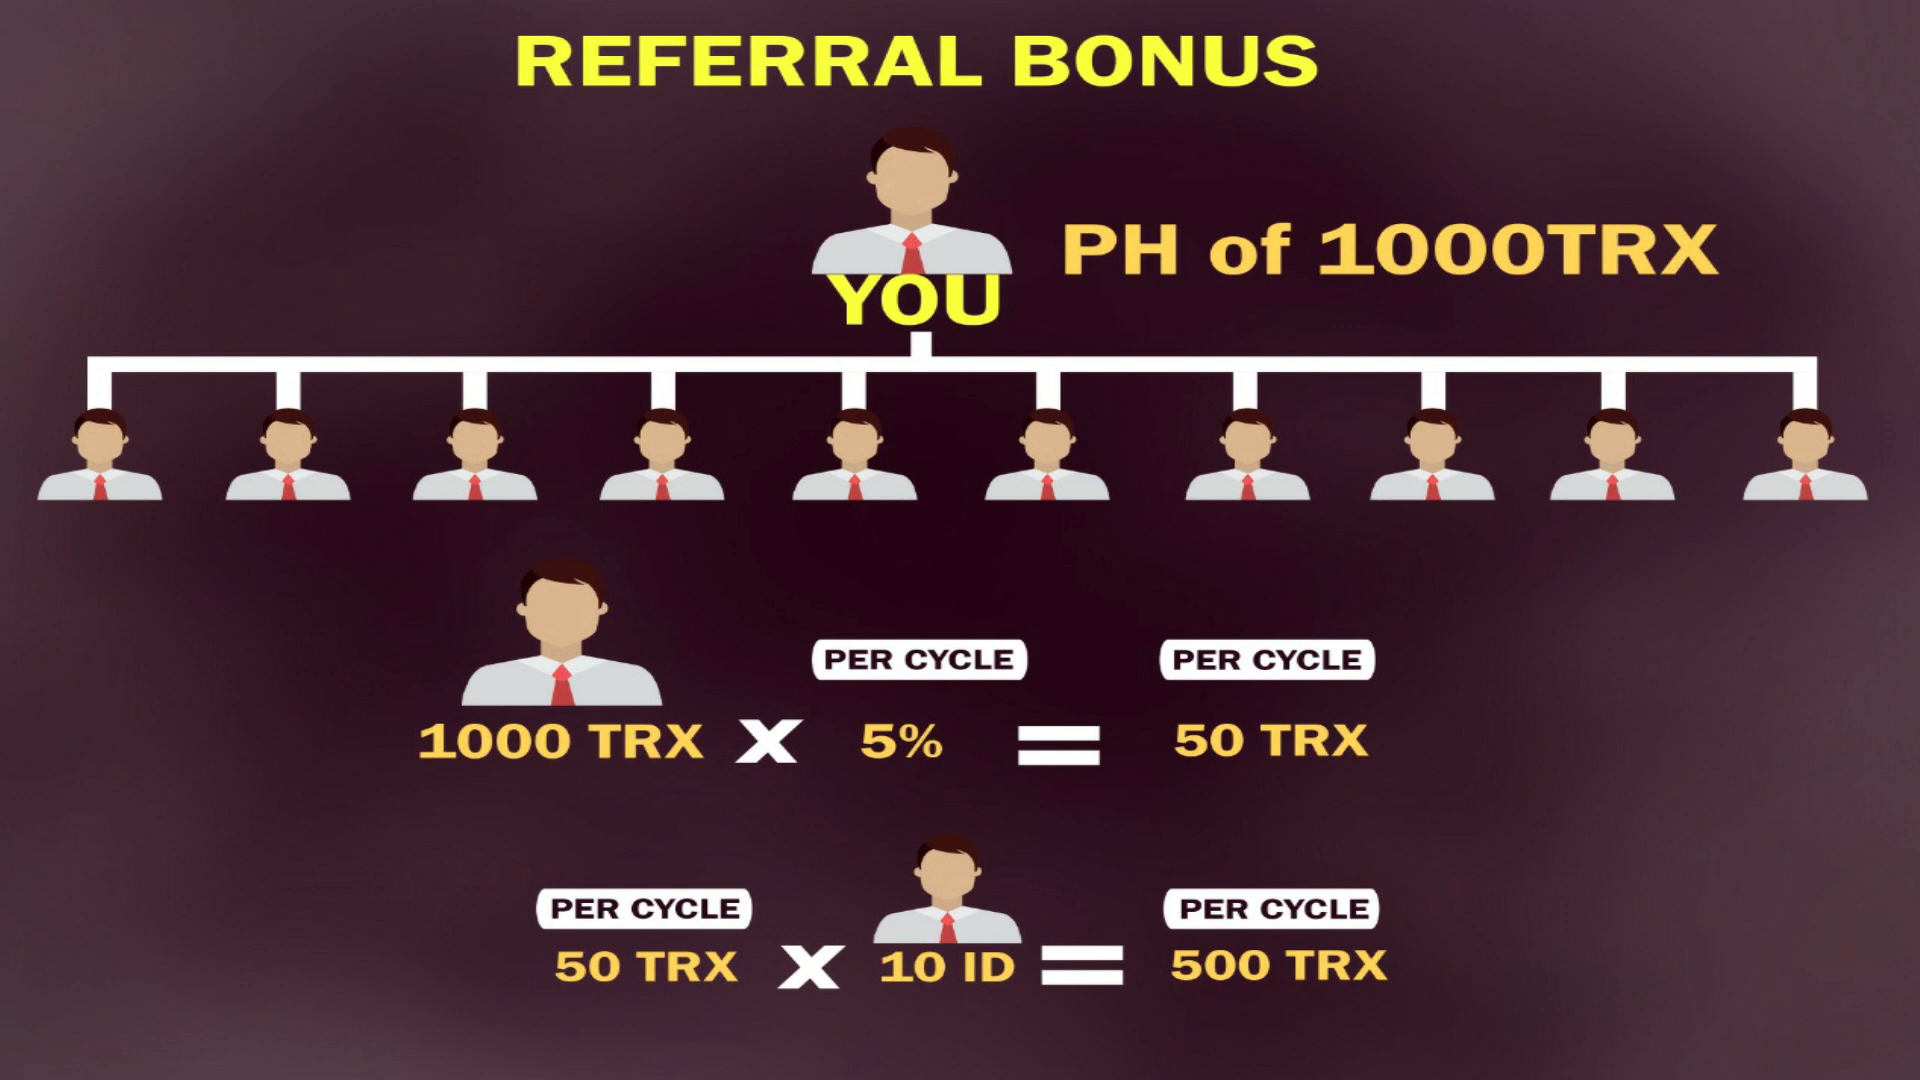 REFERRAL BONUS
PH of 1000TRX
YOU
PER CYCLE PER CYCLE
1000 TRX X 5% = 50 TRX
PER CYCLE PER CYCLE
50 TRX X 10 ID = 500 TRX